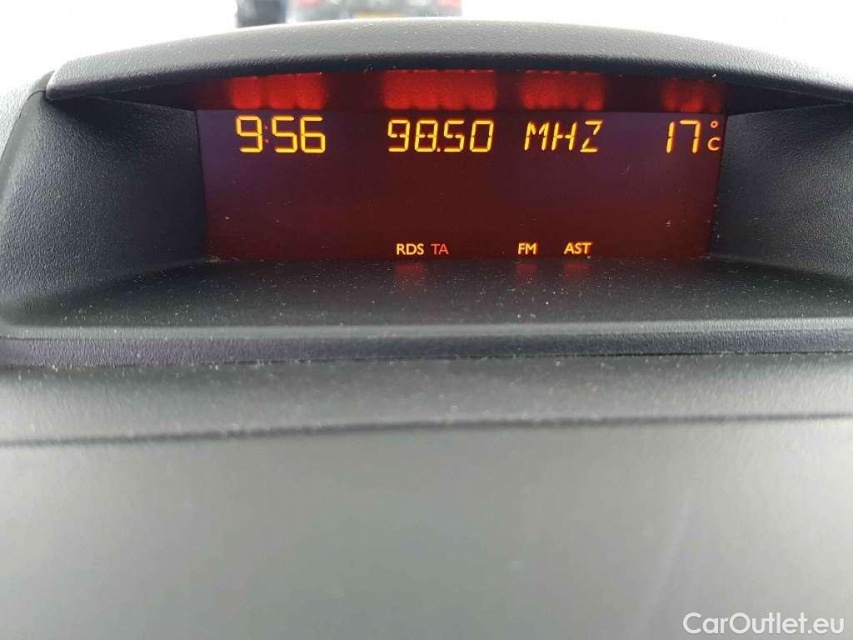 9:56 98.50 MHZ 17°C
RDS TA FM AST
CarOutlet.eu